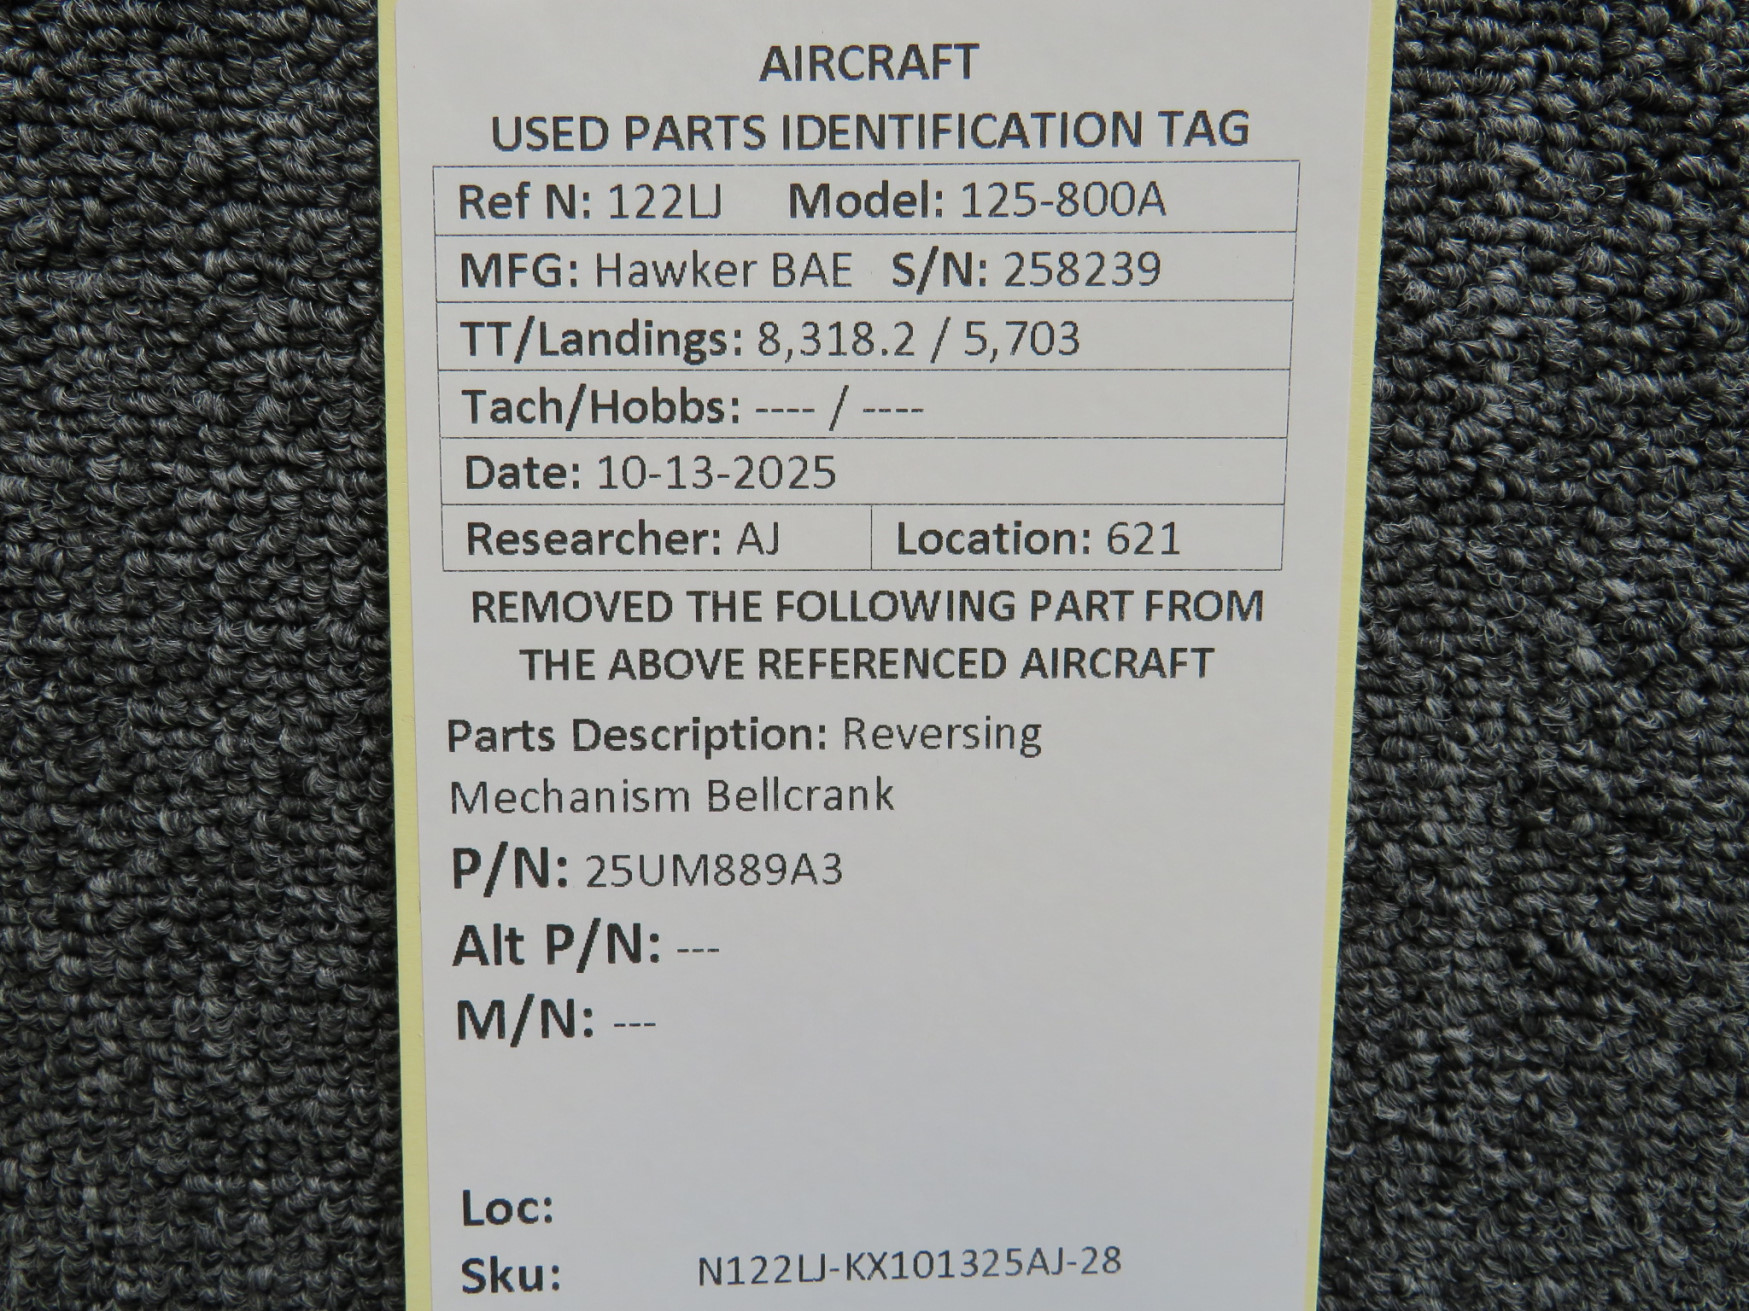 AIRCRAFT
USED PARTS IDENTIFICATION TAG
Ref N: 122LJ Model: 125-800A
MFG: Hawker BAE S/N: 258239
TT/Landings: 8,318.2 / 5,703
Tach/Hobbs: ---- / ----
Date: 10-13-2025
Researcher: AJ Location: 621
REMOVED THE FOLLOWING PART FROM
THE ABOVE REFERENCED AIRCRAFT
Parts Description: Reversing
Mechanism Bellcrank
P/N: 25UM889A3
Alt P/N: ---
M/N: ---
Loc:
Sku: N122LJ-KX101325AJ-28